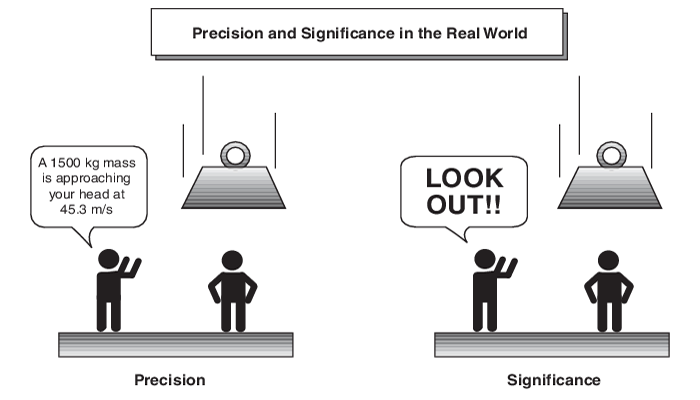 Precision and Significance in the Real World
A 1500 kg mass
is approaching
your head at
45.3 m/s
LOOK
OUT!!
Precision
Significance